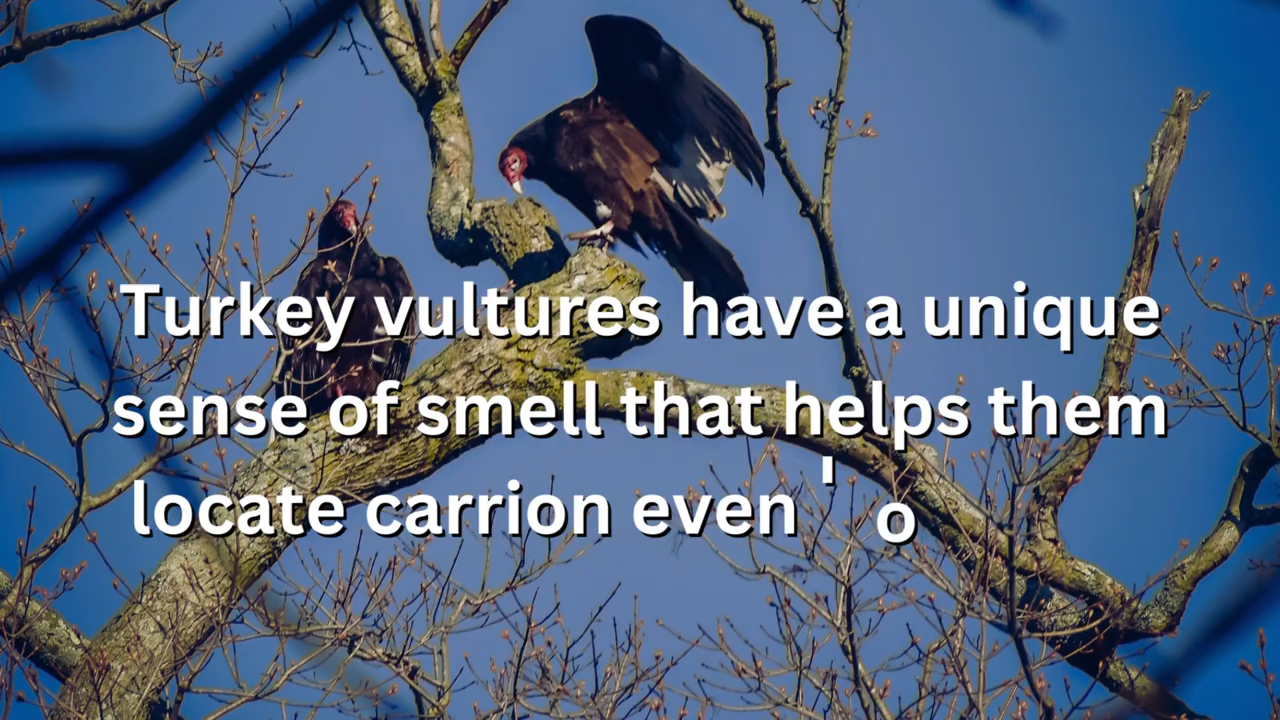 Turkey vultures have a unique
sense of smell that helps them
locate carrion even